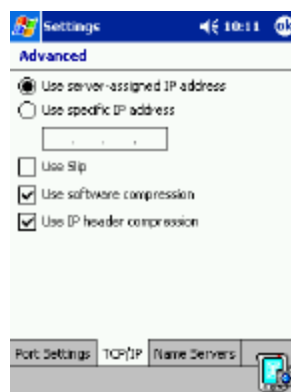 Settings 10:11 ok
Advanced
Use server-assigned IP address
Use specific IP address
. . .
Use Slip
Use software compression
Use IP header compression
Port Settings TCP/IP Name Servers